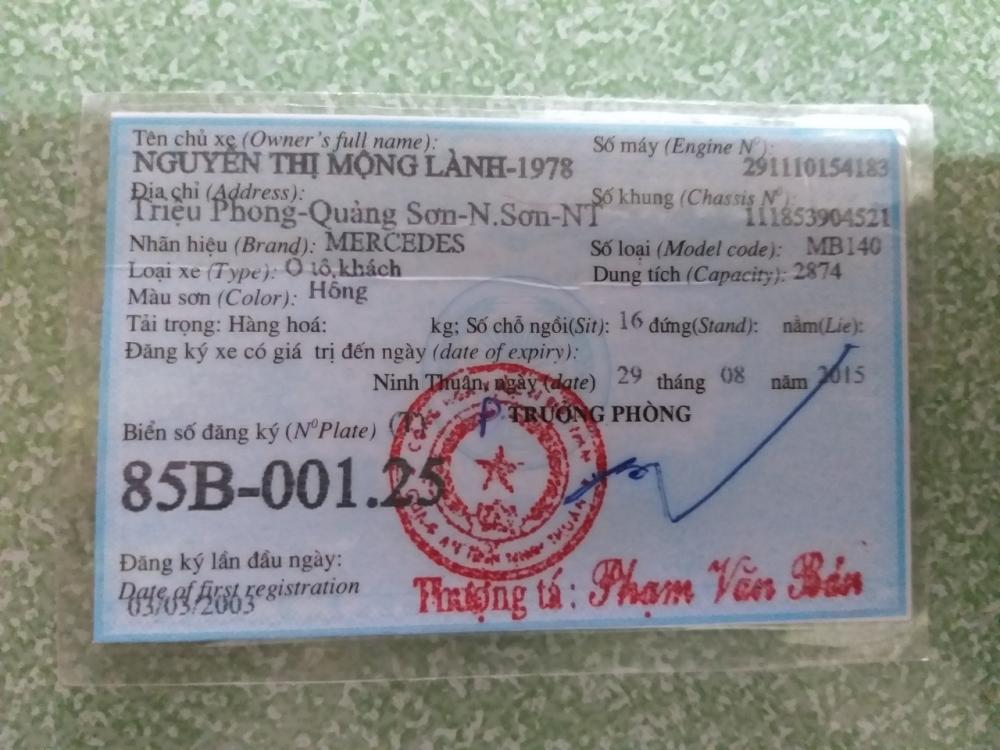 Tên chủ xe (Owner's full name): Số máy (Engine Nº):
NGUYỄN THỊ MỘNG LÀNH-1978 291110154183
Địa chỉ (Address): Số khung (Chassis Nº):
Triệu Phong-Quảng Sơn-N.Sơn-NT 111853904521
Nhãn hiệu (Brand): MERCEDES Số loại (Model code): MB140
Loại xe (Type): Ô tô khách Dung tích (Capacity): 2874
Màu sơn (Color): Hồng
Tải trọng: Hàng hoá: kg; Số chỗ ngồi(Sit): 16 đứng(Stand): nằm(Lie):
Đăng ký xe có giá trị đến ngày (date of expiry):
Ninh Thuận, ngày (date) 29 tháng 08 năm 2015
P TRƯỞNG PHÒNG
Biển số đăng ký (NºPlate) (T)
85B-001.25
Đăng ký lần đầu ngày:
Date of first registration
03/03/2003
Thượng tá: Phạm Văn Bán